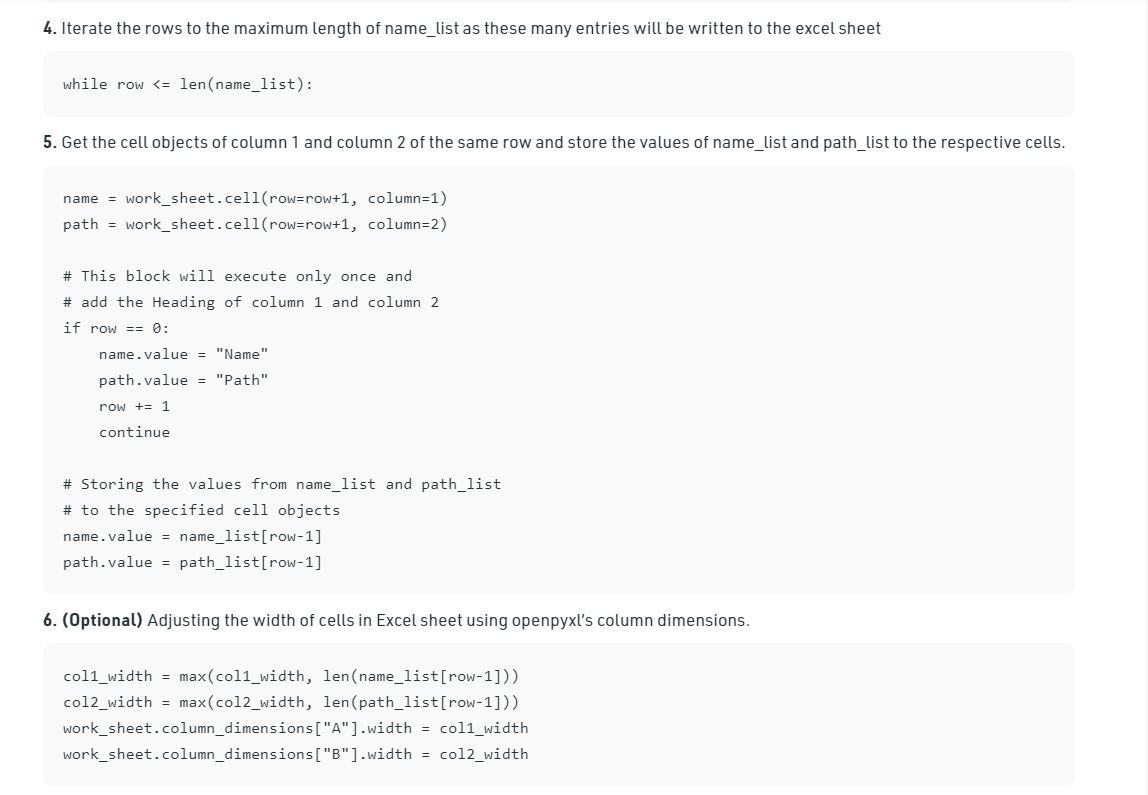 4. Iterate the rows to the maximum length of name_list as these many entries will be written to the excel sheet
while row <= len(name_list):
5. Get the cell objects of column 1 and column 2 of the same row and store the values of name_list and path_list to the respective cells.
name = work_sheet.cell(row=row+1, column=1)
path = work_sheet.cell(row=row+1, column=2)
# This block will execute only once and
# add the Heading of column 1 and column 2
if row == 0:
    name.value = "Name"
    path.value = "Path"
    row += 1
    continue
# Storing the values from name_list and path_list
# to the specified cell objects
name.value = name_list[row-1]
path.value = path_list[row-1]
6. (Optional) Adjusting the width of cells in Excel sheet using openpyxl's column dimensions.
col1_width = max(col1_width, len(name_list[row-1]))
col2_width = max(col2_width, len(path_list[row-1]))
work_sheet.column_dimensions["A"].width = col1_width
work_sheet.column_dimensions["B"].width = col2_width